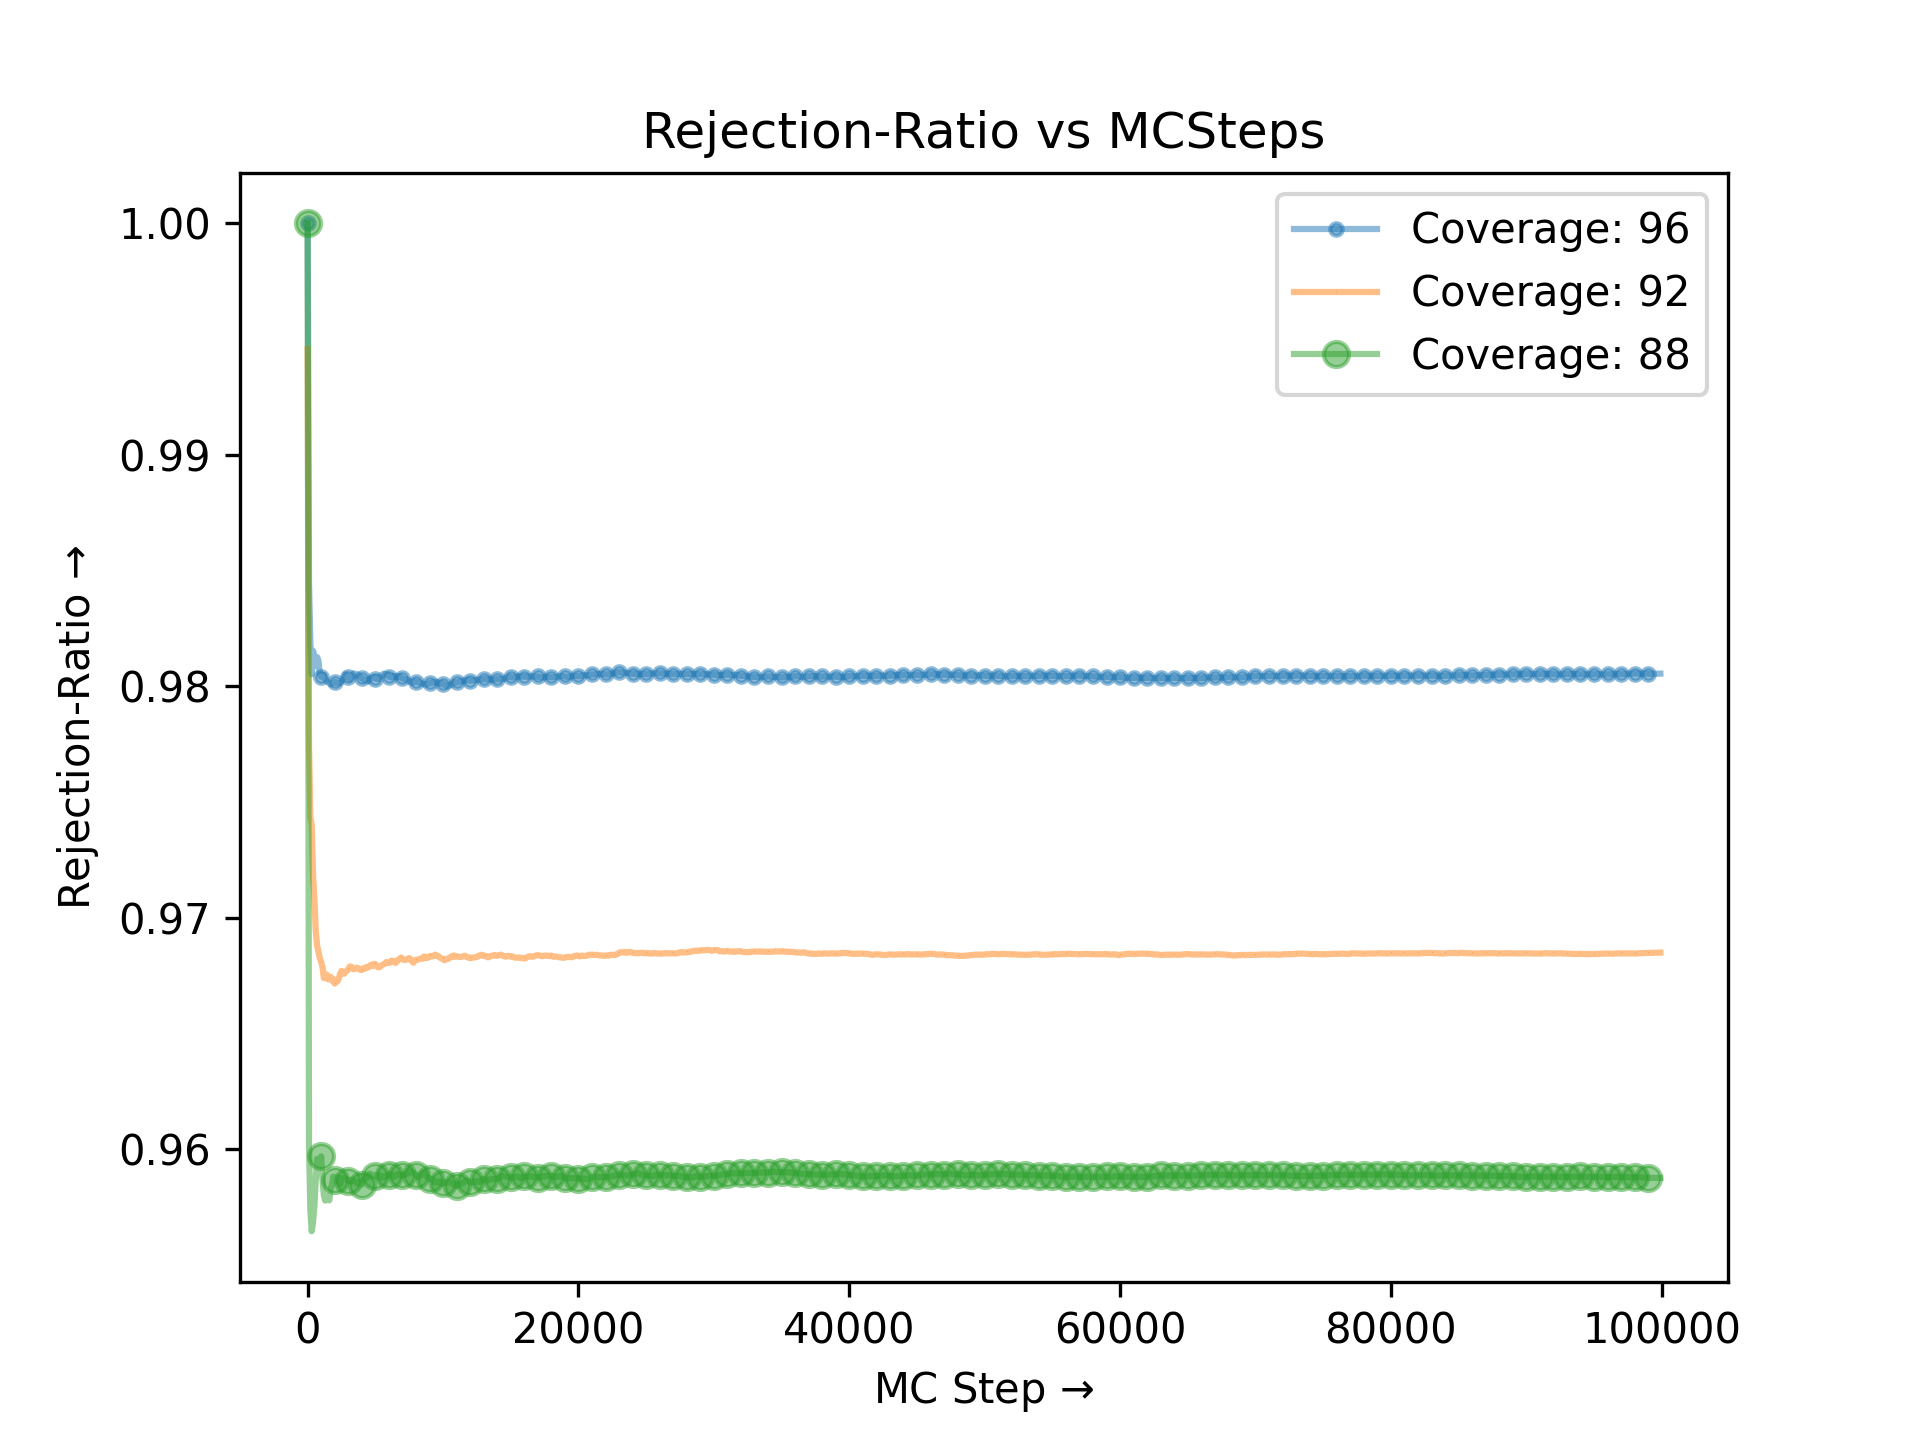 Rejection-Ratio vs MCSteps
Coverage: 96
Coverage: 92
Coverage: 88
Rejection-Ratio →
1.00
0.99
0.98
0.97
0.96
0
20000
40000
60000
80000
100000
MC Step →